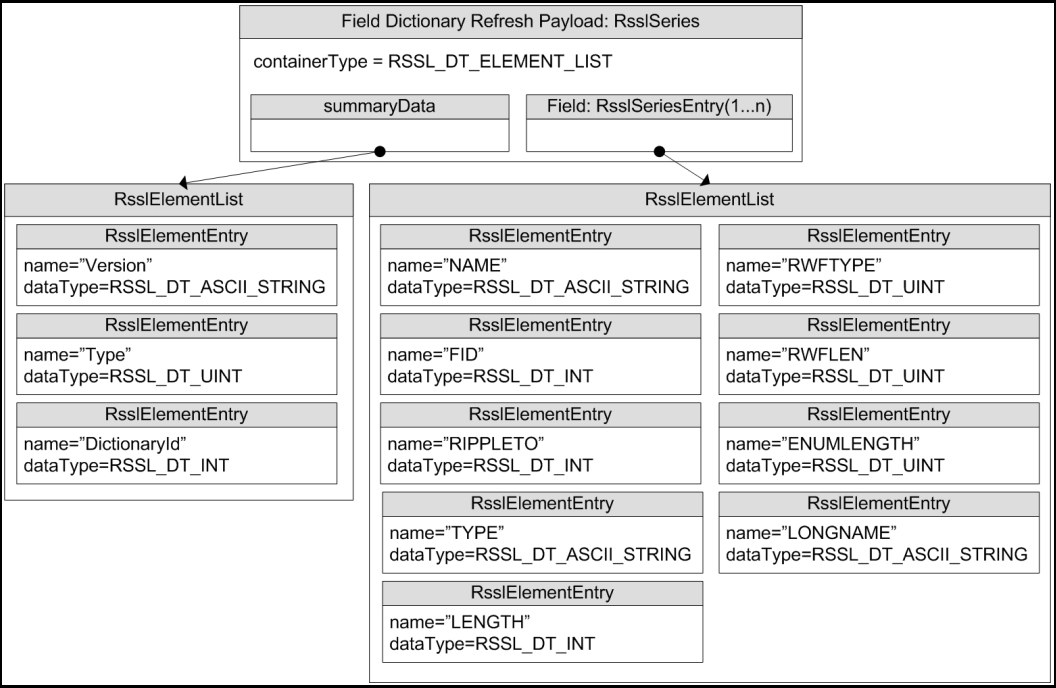 Field Dictionary Refresh Payload: RsslSeries
containerType = RSSL_DT_ELEMENT_LIST
summaryData
Field: RsslSeriesEntry(1...n)
RsslElementList
RsslElementEntry
name=”Version”
dataType=RSSL_DT_ASCII_STRING
RsslElementEntry
name=”Type”
dataType=RSSL_DT_UINT
RsslElementEntry
name=”DictionaryId”
dataType=RSSL_DT_INT
RsslElementList
RsslElementEntry
name=”NAME”
dataType=RSSL_DT_ASCII_STRING
RsslElementEntry
name=”FID”
dataType=RSSL_DT_INT
RsslElementEntry
name=”RIPPLETO”
dataType=RSSL_DT_INT
RsslElementEntry
name=”TYPE”
dataType=RSSL_DT_ASCII_STRING
RsslElementEntry
name=”LENGTH”
dataType=RSSL_DT_INT
RsslElementEntry
name=”RWFTYPE”
dataType=RSSL_DT_UINT
RsslElementEntry
name=”RWFLEN”
dataType=RSSL_DT_UINT
RsslElementEntry
name=”ENUMLENGTH”
dataType=RSSL_DT_UINT
RsslElementEntry
name=”LONGNAME”
dataType=RSSL_DT_ASCII_STRING